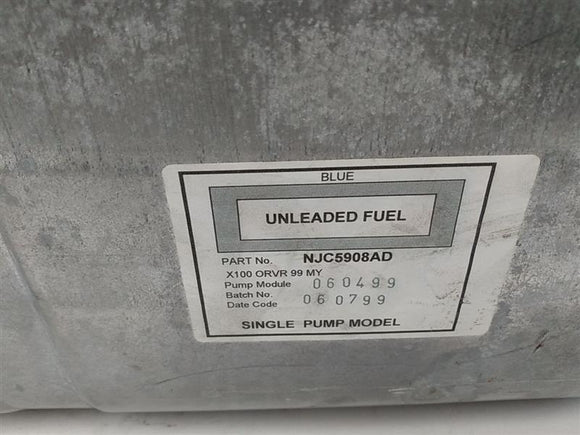 BLUE
UNLEADED FUEL
PART No. NJC5908AD
X100 ORVR 99 MY
Pump Module 060499
Batch No.
Date Code 060799
SINGLE PUMP MODEL